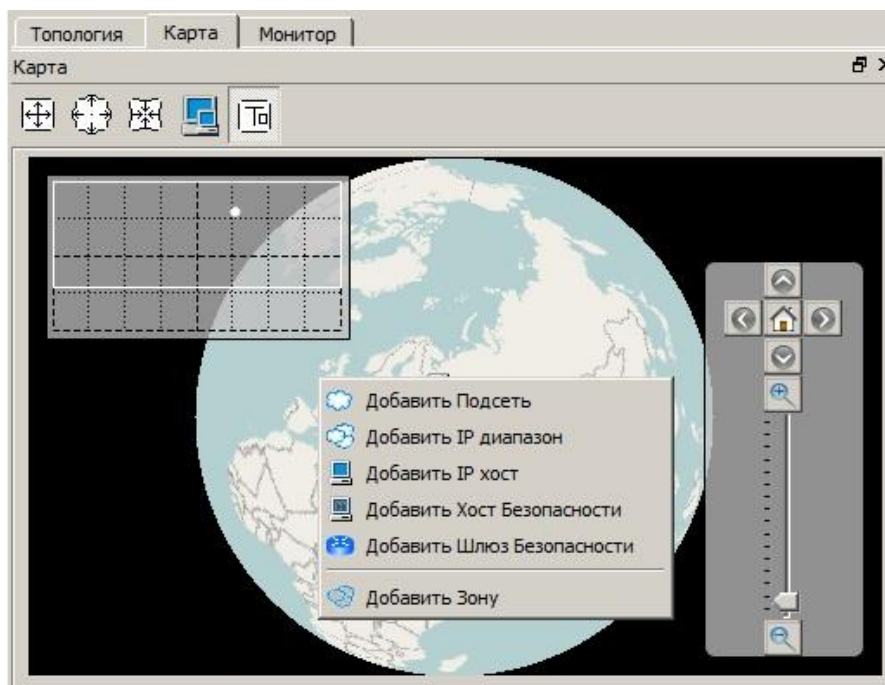 Топология Карта Монитор
Карта
Добавить Подсеть
Добавить IP диапазон
Добавить IP хост
Добавить Хост Безопасности
Добавить Шлюз Безопасности
Добавить Зону